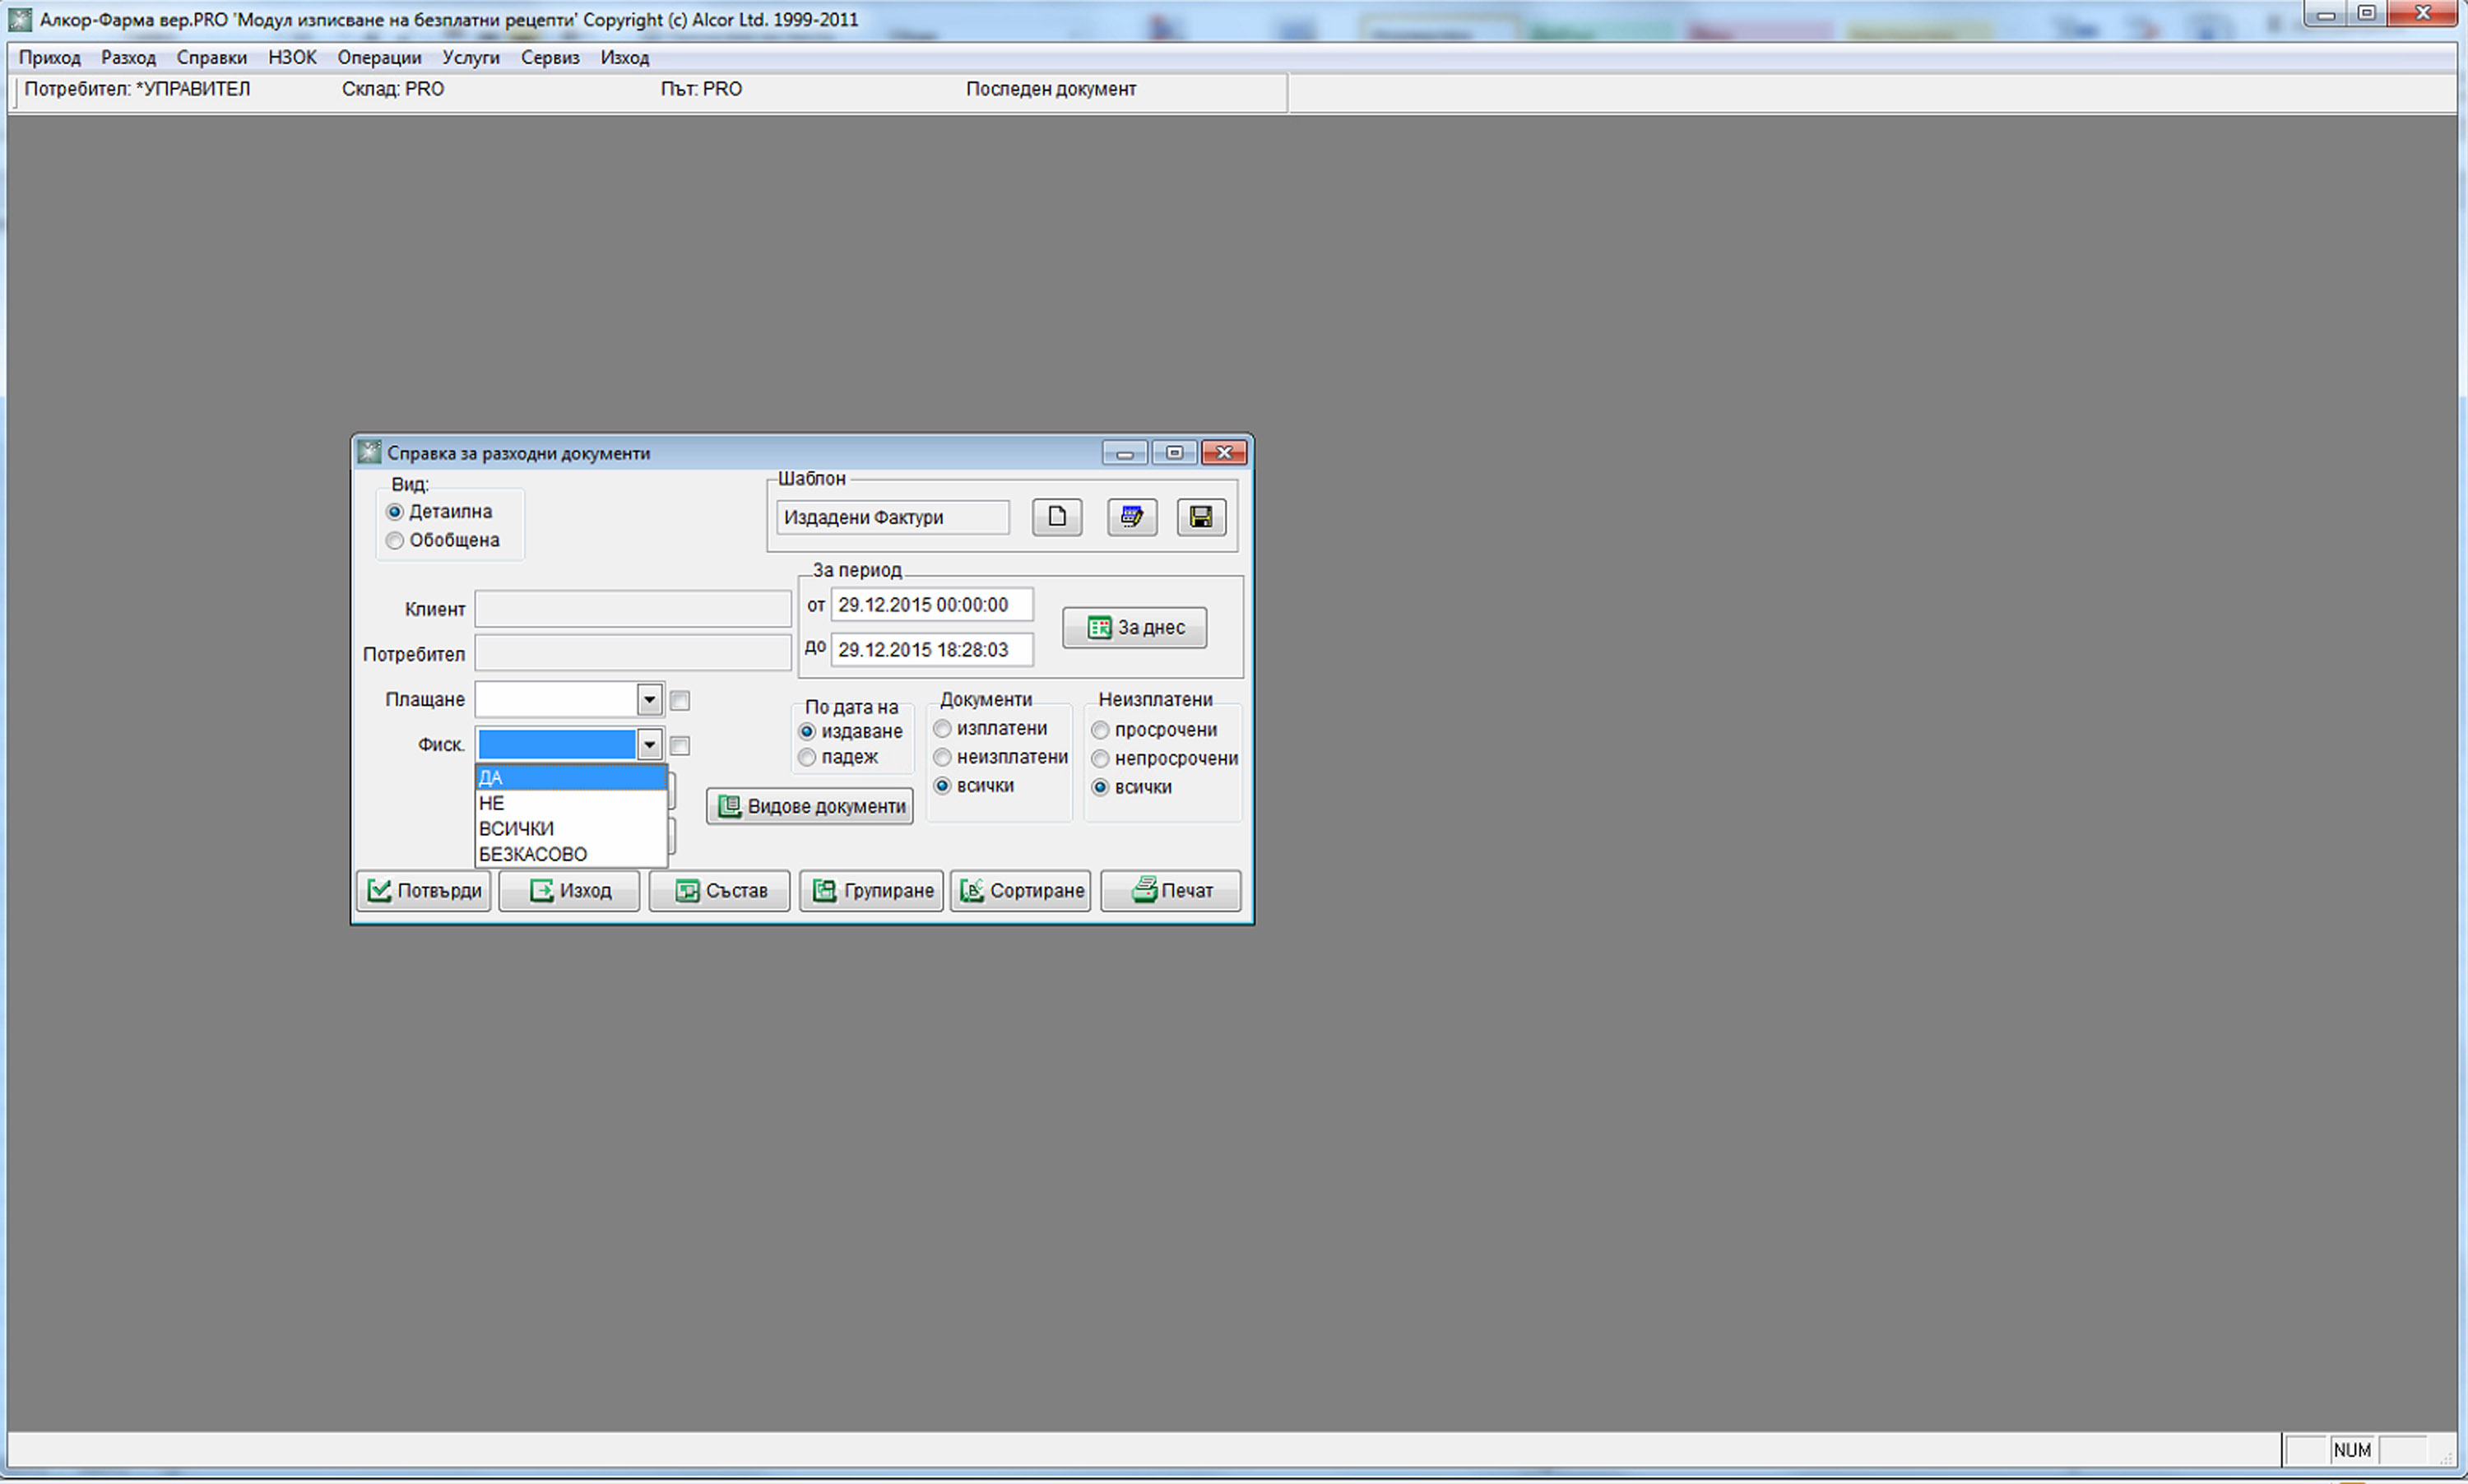 Алкор-Фарма вер.PRO 'Модул изписване на безплатни рецепти' Copyright (c) Alcor Ltd. 1999-2011
Приход Разход Справки НЗОК Операции Услуги Сервиз Изход
Потребител: *УПРАВИТЕЛ Склад: PRO Път: PRO Последен документ
Справка за разходни документи
Вид:
Детаилна
Обобщена
Шаблон
Издадени Фактури
За период
от 29.12.2015 00:00:00
до 29.12.2015 18:28:03
За днес
Клиент
Потребител
Плащане
Фиск.
ДА
НЕ
ВСИЧКИ
БЕЗКАСОВО
По дата на
издаване
падеж
Документи
изплатени
неизплатени
всички
Неизплатени
просрочени
непросрочени
всички
Видове документи
Потвърди Изход Състав Групиране Сортиране Печат
NUM